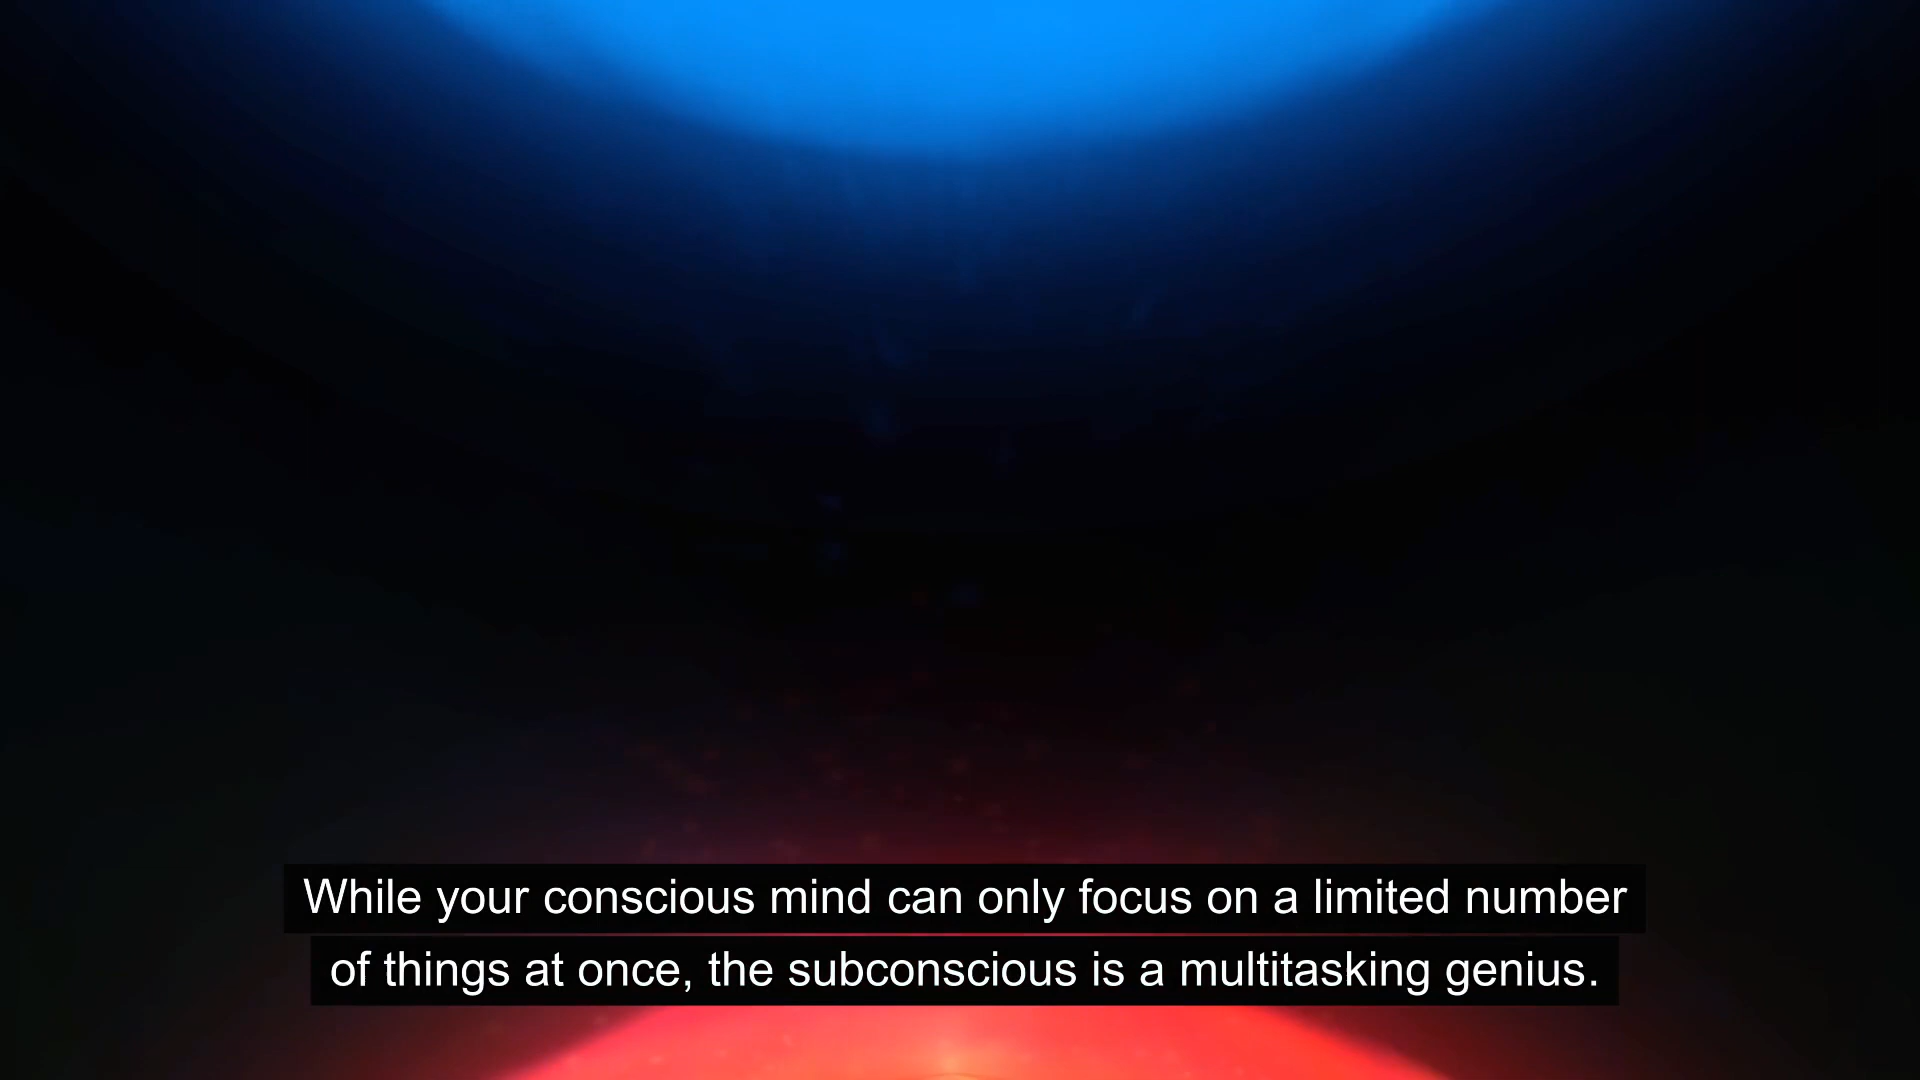 While your conscious mind can only focus on a limited number
of things at once, the subconscious is a multitasking genius.